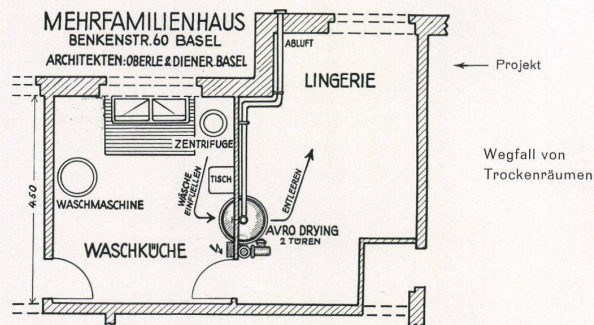 MEHRFAMILIENHAUS
BENKENSTR.60 BASEL
ARCHITEKTEN:OBERLE & DIENER BASEL
ABLUFT
LINGERIE
Projekt
Wegfall von
Trockenräumen
ZENTRIFUGE
TISCH
WÄSCHE
EINFUELLEN
ENTLEEREN
4.50
WASCHMASCHINE
AVRO DRYING
2 TÜREN
WASCHKÜCHE